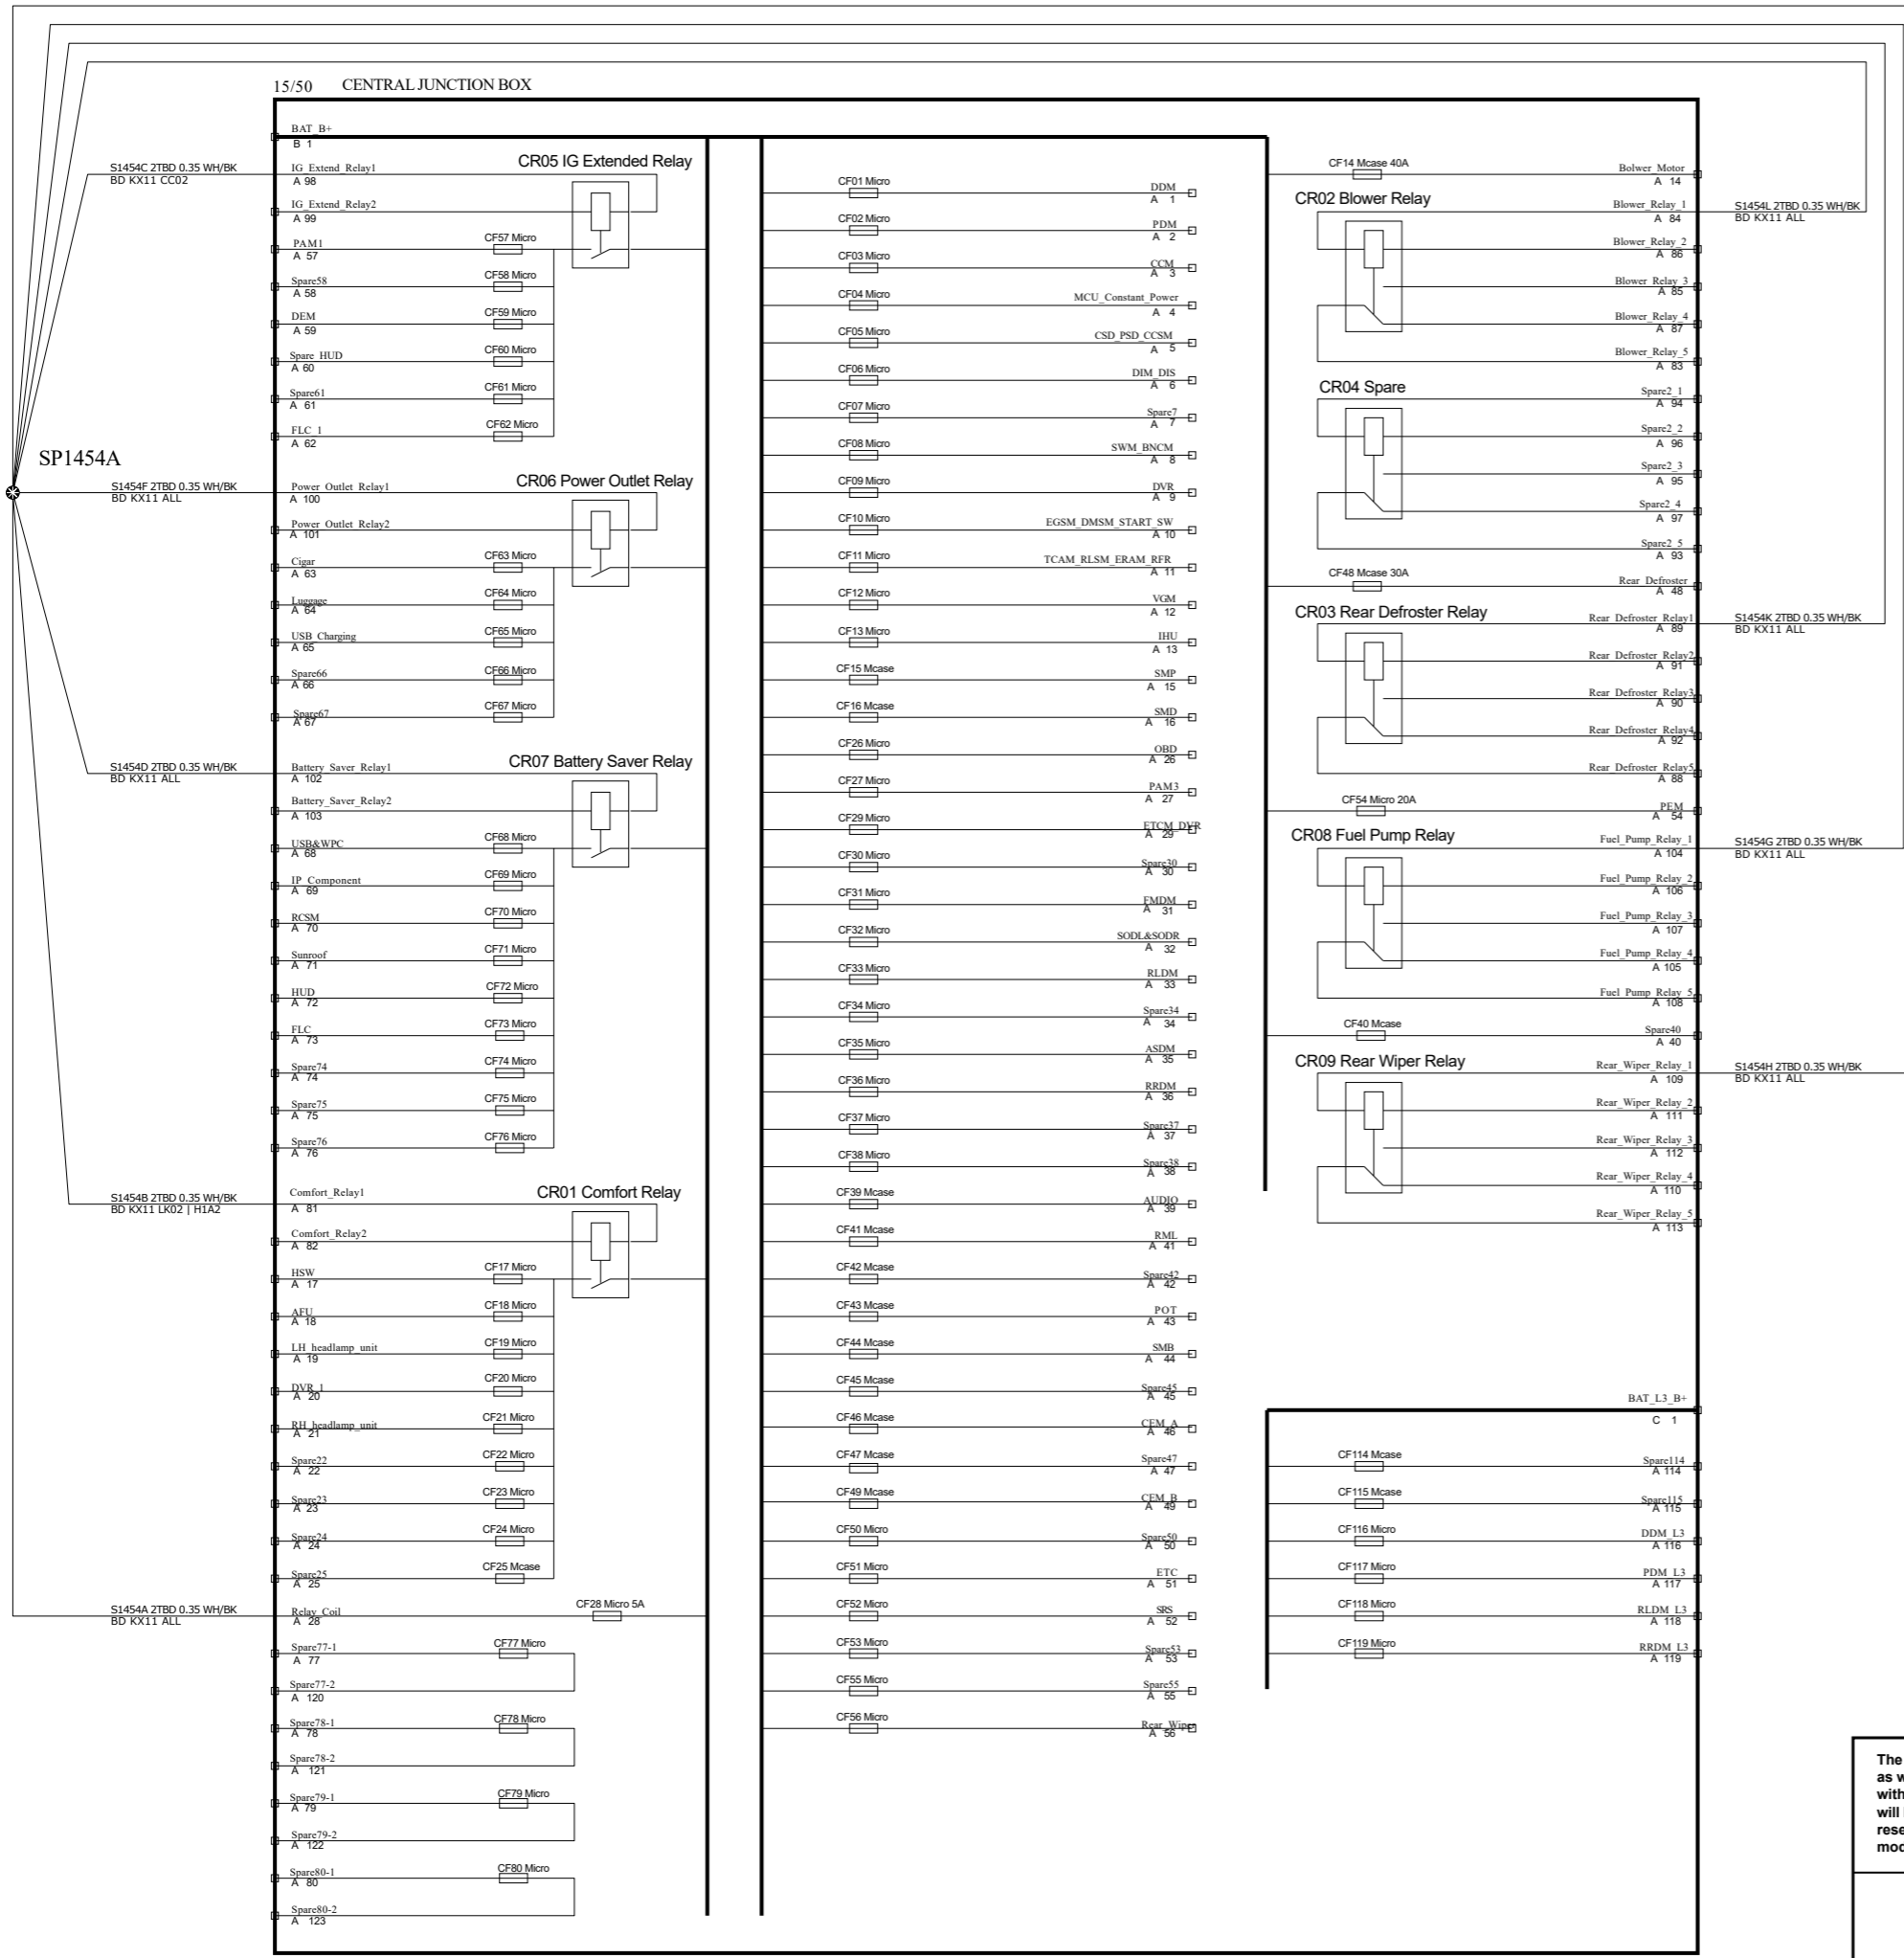 15/50 CENTRAL JUNCTION BOX
BAT_B+
B 1
S1454C 2TBD 0.35 WH/BK
BD KX11 CC02
IG_Extend_Relay1
A 98
CR05 IG Extended Relay
IG_Extend_Relay2
A 99
PAM1
A 57
CF57 Micro
Spare58
A 58
CF58 Micro
DEM
A 59
CF59 Micro
Spare_HUD
A 60
CF60 Micro
Spare61
A 61
CF61 Micro
FLC_1
A 62
CF62 Micro
SP1454A
S1454F 2TBD 0.35 WH/BK
BD KX11 ALL
Power_Outlet_Relay1
A 100
CR06 Power Outlet Relay
Power_Outlet_Relay2
A 101
Cigar
A 63
CF63 Micro
Luggage
A 64
CF64 Micro
USB_Charging
A 65
CF65 Micro
Spare66
A 66
CF66 Micro
Spare67
A 67
CF67 Micro
S1454D 2TBD 0.35 WH/BK
BD KX11 ALL
Battery_Saver_Relay1
A 102
CR07 Battery Saver Relay
Battery_Saver_Relay2
A 103
USB&WPC
A 68
CF68 Micro
IP_Component
A 69
CF69 Micro
RCSM
A 70
CF70 Micro
Sunroof
A 71
CF71 Micro
HUD
A 72
CF72 Micro
FLC
A 73
CF73 Micro
Spare74
A 74
CF74 Micro
Spare75
A 75
CF75 Micro
Spare76
A 76
CF76 Micro
S1454B 2TBD 0.35 WH/BK
BD KX11 LK02 | H1A2
Comfort_Relay1
A 81
CR01 Comfort Relay
Comfort_Relay2
A 82
HSW
A 17
CF17 Micro
AFU
A 18
CF18 Micro
LH_headlamp_unit
A 19
CF19 Micro
DVR_1
A 20
CF20 Micro
RH_headlamp_unit
A 21
CF21 Micro
Spare22
A 22
CF22 Micro
Spare23
A 23
CF23 Micro
Spare24
A 24
CF24 Micro
Spare25
A 25
CF25 Mcase
S1454A 2TBD 0.35 WH/BK
BD KX11 ALL
Relay_Coil
A 28
CF28 Micro 5A
Spare77-1
A 77
CF77 Micro
Spare77-2
A 120
Spare78-1
A 78
CF78 Micro
Spare78-2
A 121
Spare79-1
A 79
CF79 Micro
Spare79-2
A 122
Spare80-1
A 80
CF80 Micro
Spare80-2
A 123
CF01 Micro
DDM
A 1
CF02 Micro
PDM
A 2
CF03 Micro
CCM
A 3
CF04 Micro
MCU_Constant_Power
A 4
CF05 Micro
CSD_PSD_CCSM
A 5
CF06 Micro
DIM_DIS
A 6
CF07 Micro
Spare7
A 7
CF08 Micro
SWM_BNCM
A 8
CF09 Micro
DVR
A 9
CF10 Micro
EGSM_DMSM_START_SW
A 10
CF11 Micro
TCAM_RLSM_ERAM_RFR
A 11
CF12 Micro
VGM
A 12
CF13 Micro
IHU
A 13
CF15 Mcase
SMP
A 15
CF16 Mcase
SMD
A 16
CF26 Micro
OBD
A 26
CF27 Micro
PAM3
A 27
CF29 Micro
ETCM_DVR
A 29
CF30 Micro
Spare30
A 30
CF31 Micro
FMDM
A 31
CF32 Micro
SODL&SODR
A 32
CF33 Micro
RLDM
A 33
CF34 Micro
Spare34
A 34
CF35 Micro
ASDM
A 35
CF36 Micro
RRDM
A 36
CF37 Micro
Spare37
A 37
CF38 Micro
Spare38
A 38
CF39 Mcase
AUDIO
A 39
CF41 Mcase
RML
A 41
CF42 Mcase
Spare42
A 42
CF43 Mcase
POT
A 43
CF44 Mcase
SMB
A 44
CF45 Mcase
Spare45
A 45
CF46 Mcase
CEM_A
A 46
CF47 Mcase
Spare47
A 47
CF49 Mcase
CEM_B
A 49
CF50 Micro
Spare50
A 50
CF51 Micro
ETC
A 51
CF52 Micro
SRS
A 52
CF53 Micro
Spare53
A 53
CF55 Micro
Spare55
A 55
CF56 Micro
Rear_Wiper
A 56
CF14 Mcase 40A
Bolwer_Motor
A 14
CR02 Blower Relay
Blower_Relay_1
A 84
S1454L 2TBD 0.35 WH/BK
BD KX11 ALL
Blower_Relay_2
A 86
Blower_Relay_3
A 85
Blower_Relay_4
A 87
Blower_Relay_5
A 83
CR04 Spare
Spare2_1
A 94
Spare2_2
A 96
Spare2_3
A 95
Spare2_4
A 97
Spare2_5
A 93
CF48 Mcase 30A
Rear_Defroster
A 48
CR03 Rear Defroster Relay
Rear_Defroster_Relay1
A 89
S1454K 2TBD 0.35 WH/BK
BD KX11 ALL
Rear_Defroster_Relay2
A 91
Rear_Defroster_Relay3
A 90
Rear_Defroster_Relay4
A 92
Rear_Defroster_Relay5
A 88
CF54 Micro 20A
PEM
A 54
CR08 Fuel Pump Relay
Fuel_Pump_Relay_1
A 104
S1454G 2TBD 0.35 WH/BK
BD KX11 ALL
Fuel_Pump_Relay_2
A 106
Fuel_Pump_Relay_3
A 107
Fuel_Pump_Relay_4
A 105
Fuel_Pump_Relay_5
A 108
CF40 Mcase
Spare40
A 40
CR09 Rear Wiper Relay
Rear_Wiper_Relay_1
A 109
S1454H 2TBD 0.35 WH/BK
BD KX11 ALL
Rear_Wiper_Relay_2
A 111
Rear_Wiper_Relay_3
A 112
Rear_Wiper_Relay_4
A 110
Rear_Wiper_Relay_5
A 113
BAT_L3_B+
C 1
CF114 Mcase
Spare114
A 114
CF115 Mcase
Spare115
A 115
CF116 Micro
DDM_L3
A 116
CF117 Micro
PDM_L3
A 117
CF118 Micro
RLDM_L3
A 118
CF119 Micro
RRDM_L3
A 119
The
as w
with
will
rese
mod